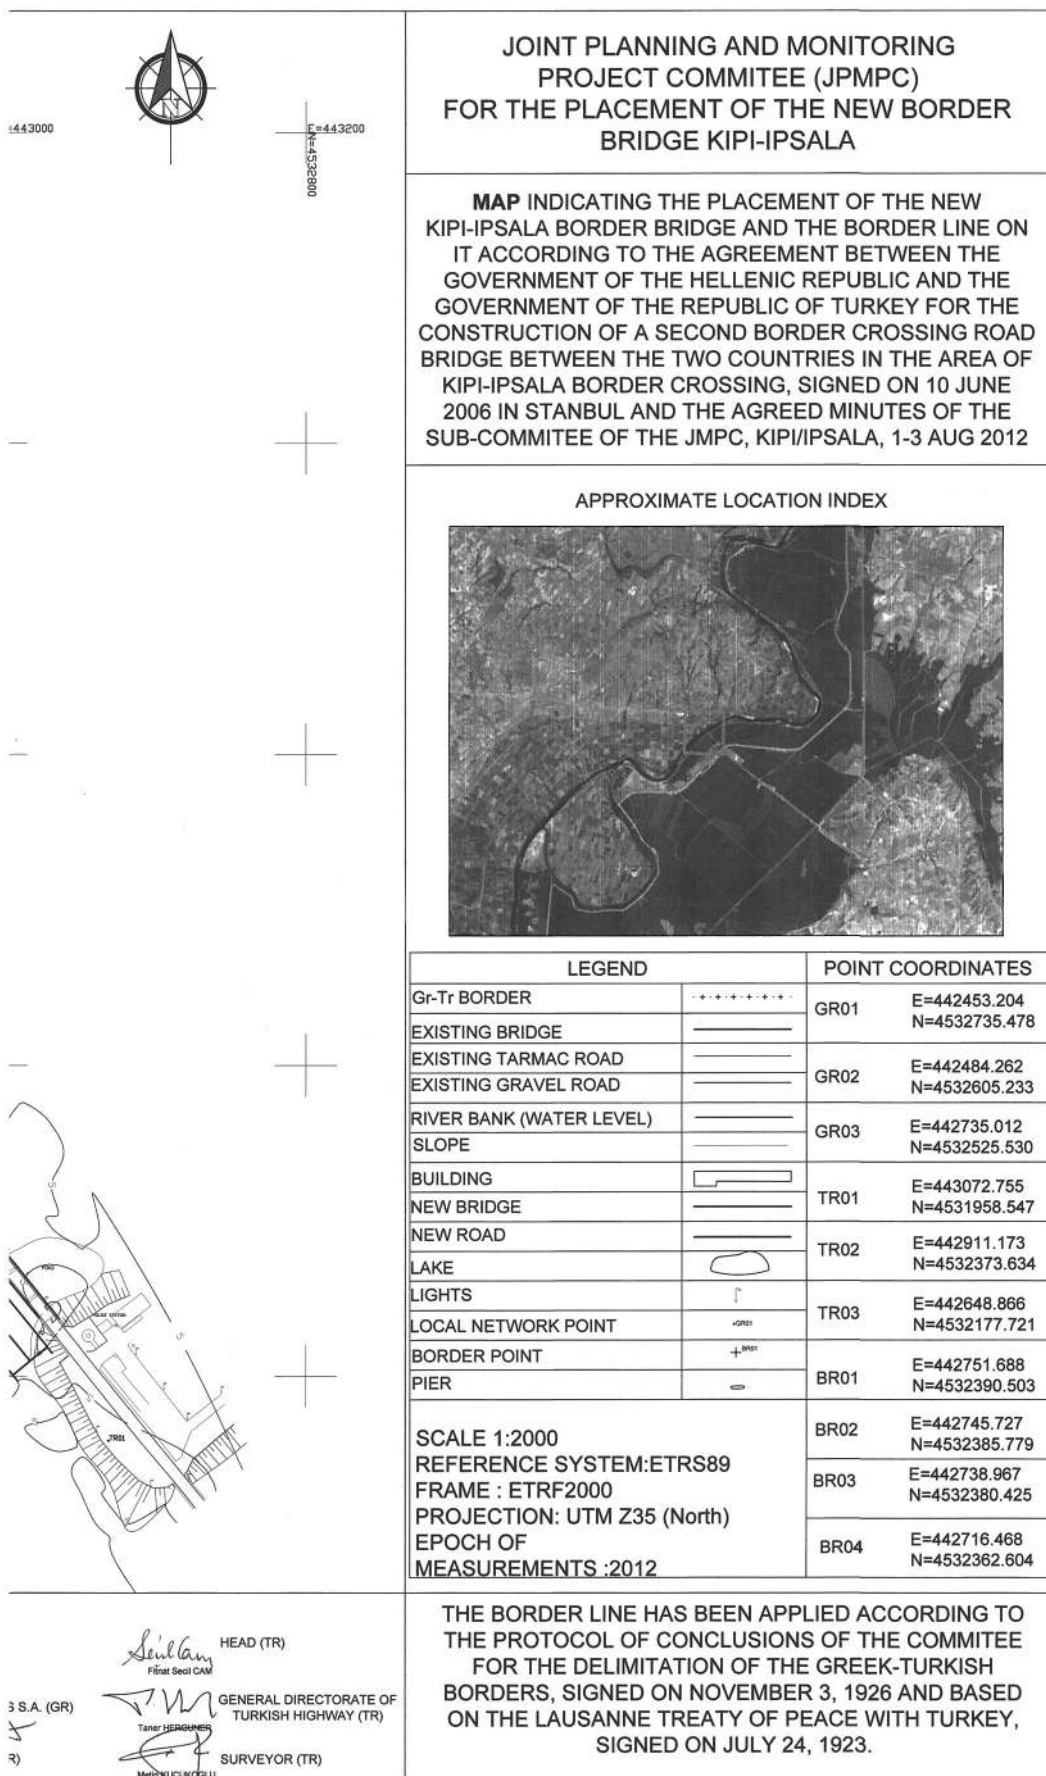 N
=443000
E=443200
N=4532800
JOINT PLANNING AND MONITORING
PROJECT COMMITEE (JPMPC)
FOR THE PLACEMENT OF THE NEW BORDER
BRIDGE KIPI-IPSALA
MAP INDICATING THE PLACEMENT OF THE NEW
KIPI-IPSALA BORDER BRIDGE AND THE BORDER LINE ON
IT ACCORDING TO THE AGREEMENT BETWEEN THE
GOVERNMENT OF THE HELLENIC REPUBLIC AND THE
GOVERNMENT OF THE REPUBLIC OF TURKEY FOR THE
CONSTRUCTION OF A SECOND BORDER CROSSING ROAD
BRIDGE BETWEEN THE TWO COUNTRIES IN THE AREA OF
KIPI-IPSALA BORDER CROSSING, SIGNED ON 10 JUNE
2006 IN STANBUL AND THE AGREED MINUTES OF THE
SUB-COMMITEE OF THE JMPC, KIPI/IPSALA, 1-3 AUG 2012
APPROXIMATE LOCATION INDEX
LEGEND
Gr-Tr BORDER
EXISTING BRIDGE
EXISTING TARMAC ROAD
EXISTING GRAVEL ROAD
RIVER BANK (WATER LEVEL)
SLOPE
BUILDING
NEW BRIDGE
NEW ROAD
LAKE
LIGHTS
LOCAL NETWORK POINT
GR01
BORDER POINT
BR01
PIER
POINT COORDINATES
GR01 E=442453.204
N=4532735.478
GR02 E=442484.262
N=4532605.233
GR03 E=442735.012
N=4532525.530
TR01 E=443072.755
N=4531958.547
TR02 E=442911.173
N=4532373.634
TR03 E=442648.866
N=4532177.721
BR01 E=442751.688
N=4532390.503
BR02 E=442745.727
N=4532385.779
BR03 E=442738.967
N=4532380.425
BR04 E=442716.468
N=4532362.604
SCALE 1:2000
REFERENCE SYSTEM:ETRS89
FRAME : ETRF2000
PROJECTION: UTM Z35 (North)
EPOCH OF
MEASUREMENTS :2012
POLICE STATION
TR01
HEAD (TR)
Fitnat Secil CAM
S S.A. (GR)
GENERAL DIRECTORATE OF
TURKISH HIGHWAY (TR)
Taner HERGUNER
R)
SURVEYOR (TR)
Metin KUCUKOGLU
THE BORDER LINE HAS BEEN APPLIED ACCORDING TO
THE PROTOCOL OF CONCLUSIONS OF THE COMMITEE
FOR THE DELIMITATION OF THE GREEK-TURKISH
BORDERS, SIGNED ON NOVEMBER 3, 1926 AND BASED
ON THE LAUSANNE TREATY OF PEACE WITH TURKEY,
SIGNED ON JULY 24, 1923.